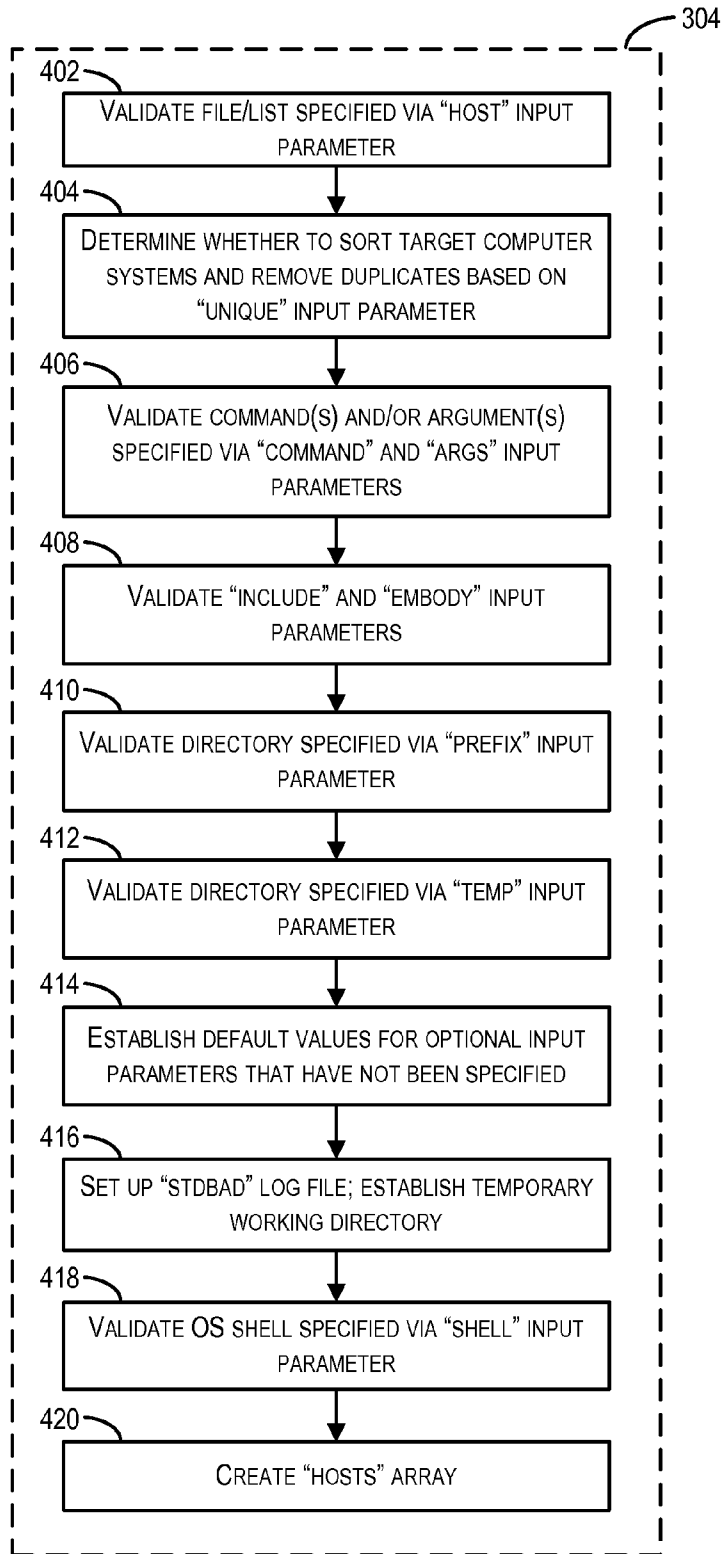 304
402
VALIDATE FILE/LIST SPECIFIED VIA “HOST” INPUT
PARAMETER
404
DETERMINE WHETHER TO SORT TARGET COMPUTER
SYSTEMS AND REMOVE DUPLICATES BASED ON
“UNIQUE” INPUT PARAMETER
406
VALIDATE COMMAND(S) AND/OR ARGUMENT(S)
SPECIFIED VIA “COMMAND” AND “ARGS” INPUT
PARAMETERS
408
VALIDATE “INCLUDE” AND “EMBODY” INPUT
PARAMETERS
410
VALIDATE DIRECTORY SPECIFIED VIA “PREFIX” INPUT
PARAMETER
412
VALIDATE DIRECTORY SPECIFIED VIA “TEMP” INPUT
PARAMETER
414
ESTABLISH DEFAULT VALUES FOR OPTIONAL INPUT
PARAMETERS THAT HAVE NOT BEEN SPECIFIED
416
SET UP “STDBAD” LOG FILE; ESTABLISH TEMPORARY
WORKING DIRECTORY
418
VALIDATE OS SHELL SPECIFIED VIA “SHELL” INPUT
PARAMETER
420
CREATE “HOSTS” ARRAY